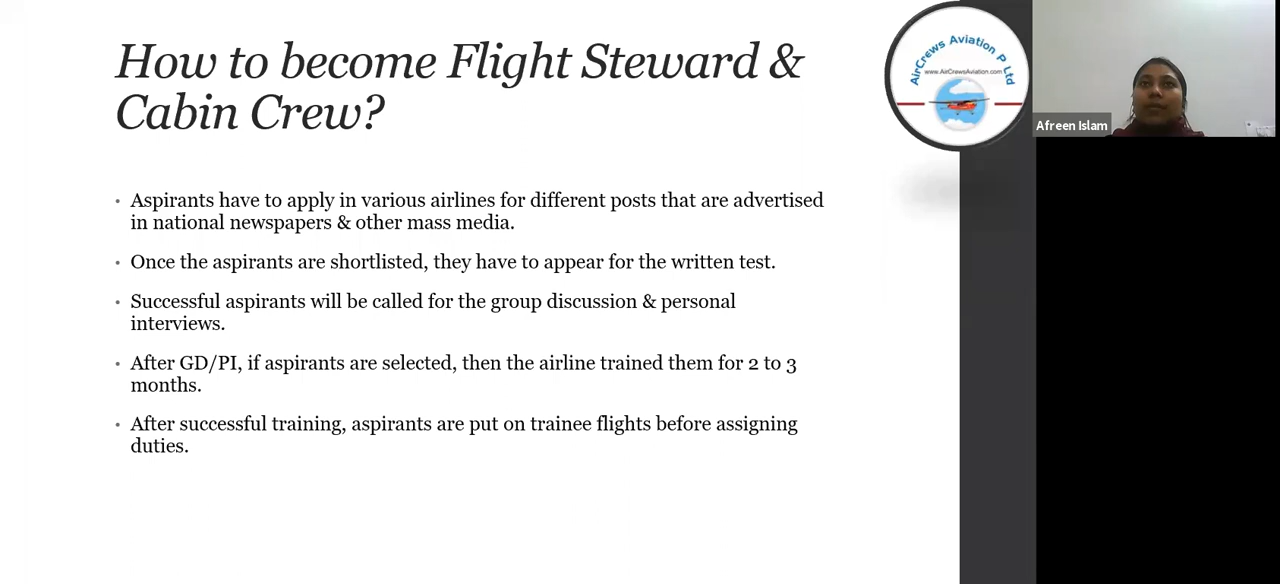 How to become Flight Steward &
Cabin Crew?
• Aspirants have to apply in various airlines for different posts that are advertised
in national newspapers & other mass media.
• Once the aspirants are shortlisted, they have to appear for the written test.
• Successful aspirants will be called for the group discussion & personal
interviews.
• After GD/PI, if aspirants are selected, then the airline trained them for 2 to 3
months.
• After successful training, aspirants are put on trainee flights before assigning
duties.
AirCrews Aviation P Ltd
www.AirCrewsAviation.com
Afreen Islam